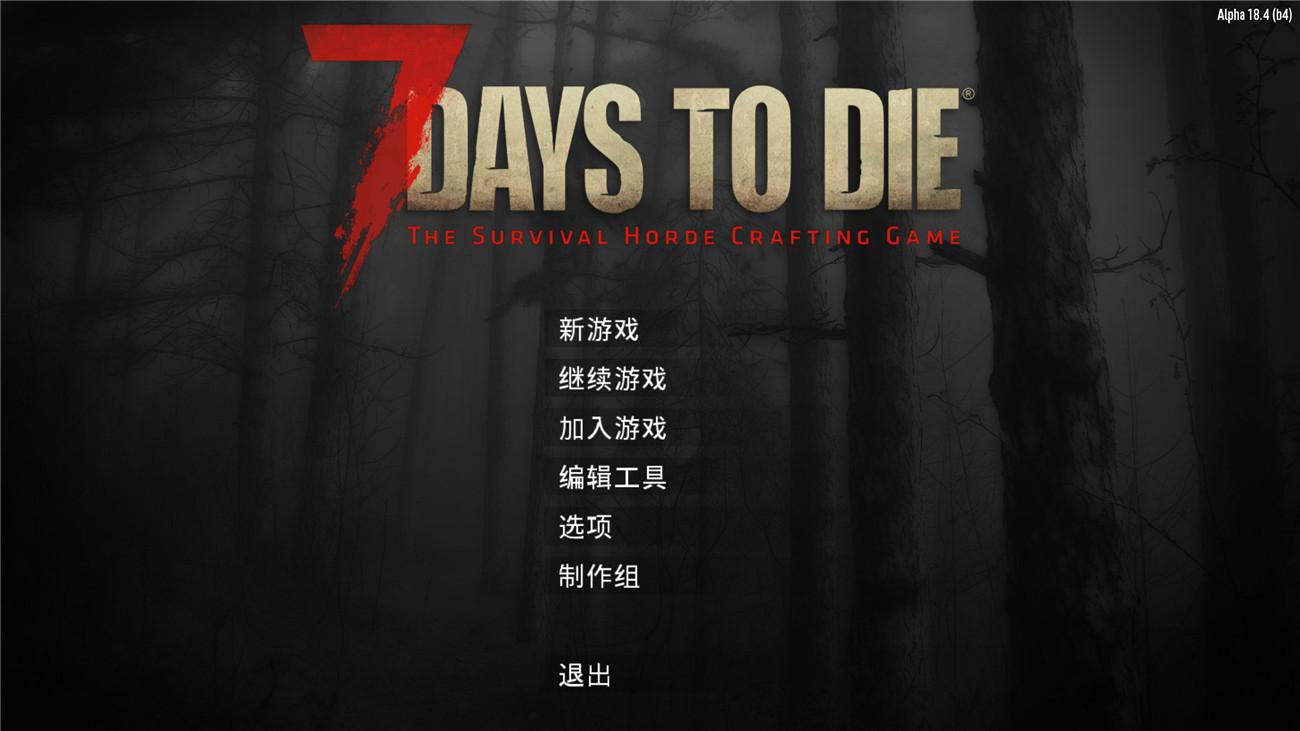 Alpha 18.4 (b4)
7 DAYS TO DIE®
THE SURVIVAL HORDE CRAFTING GAME
新游戏
继续游戏
加入游戏
编辑工具
选项
制作组
退出